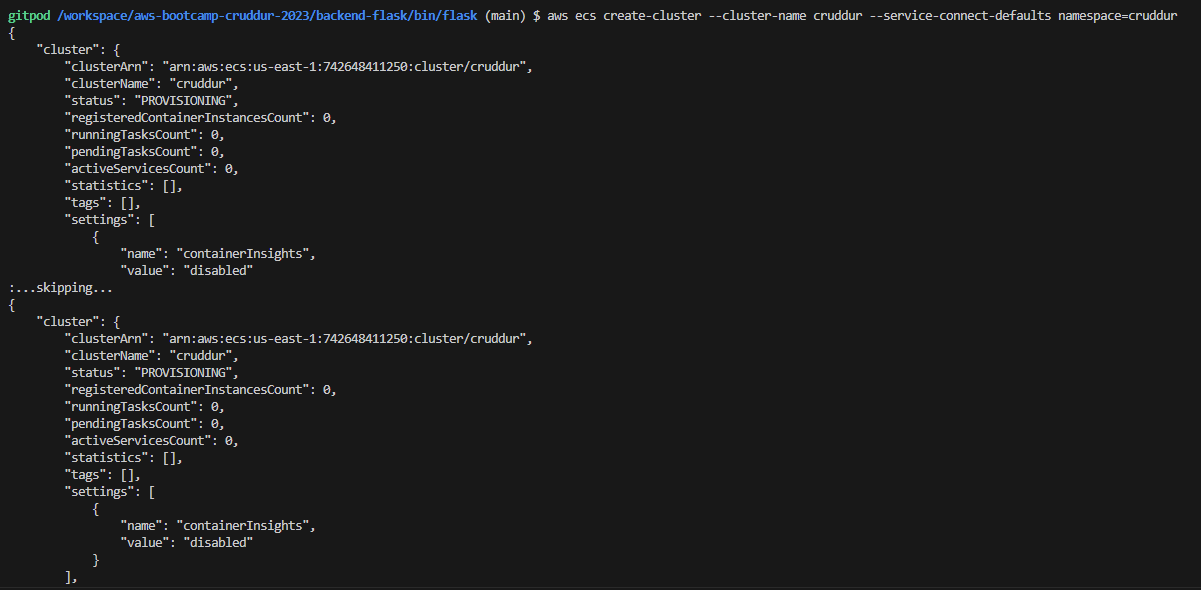 gitpod /workspace/aws-bootcamp-cruddur-2023/backend-flask/bin/flask (main) $ aws ecs create-cluster --cluster-name cruddur --service-connect-defaults namespace=cruddur
{
    "cluster": {
        "clusterArn": "arn:aws:ecs:us-east-1:742648411250:cluster/cruddur",
        "clusterName": "cruddur",
        "status": "PROVISIONING",
        "registeredContainerInstancesCount": 0,
        "runningTasksCount": 0,
        "pendingTasksCount": 0,
        "activeServicesCount": 0,
        "statistics": [],
        "tags": [],
        "settings": [
            {
                "name": "containerInsights",
                "value": "disabled"
:...skipping...
{
    "cluster": {
        "clusterArn": "arn:aws:ecs:us-east-1:742648411250:cluster/cruddur",
        "clusterName": "cruddur",
        "status": "PROVISIONING",
        "registeredContainerInstancesCount": 0,
        "runningTasksCount": 0,
        "pendingTasksCount": 0,
        "activeServicesCount": 0,
        "statistics": [],
        "tags": [],
        "settings": [
            {
                "name": "containerInsights",
                "value": "disabled"
            }
        ],